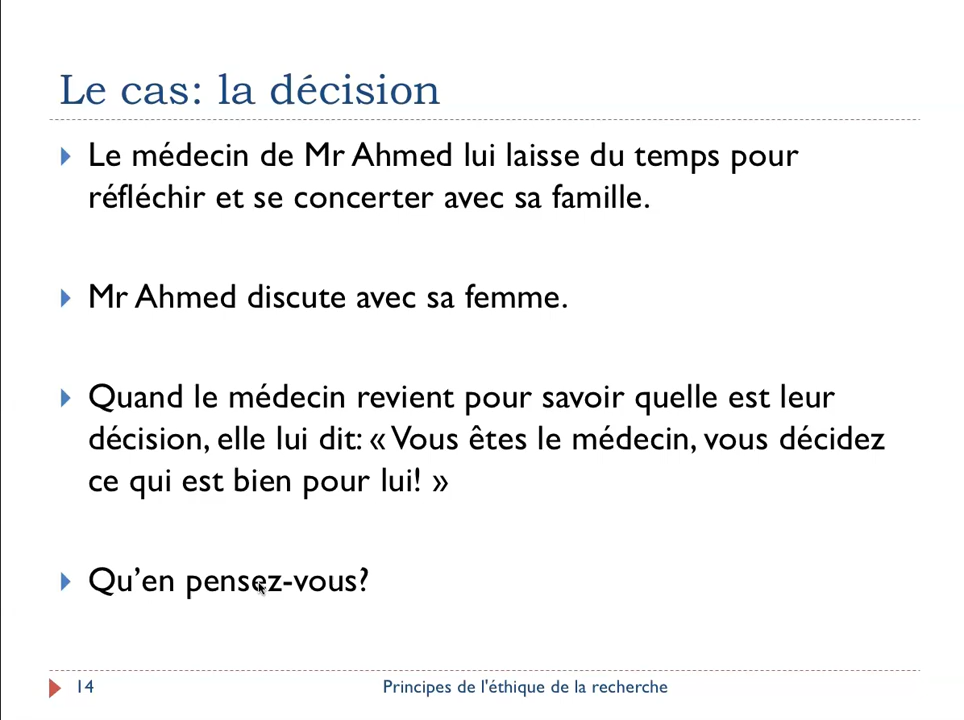 Le cas: la décision
Le médecin de Mr Ahmed lui laisse du temps pour
réfléchir et se concerter avec sa famille.
Mr Ahmed discute avec sa femme.
Quand le médecin revient pour savoir quelle est leur
décision, elle lui dit: « Vous êtes le médecin, vous décidez
ce qui est bien pour lui! »
Qu’en pensez-vous?
14 Principes de l'éthique de la recherche